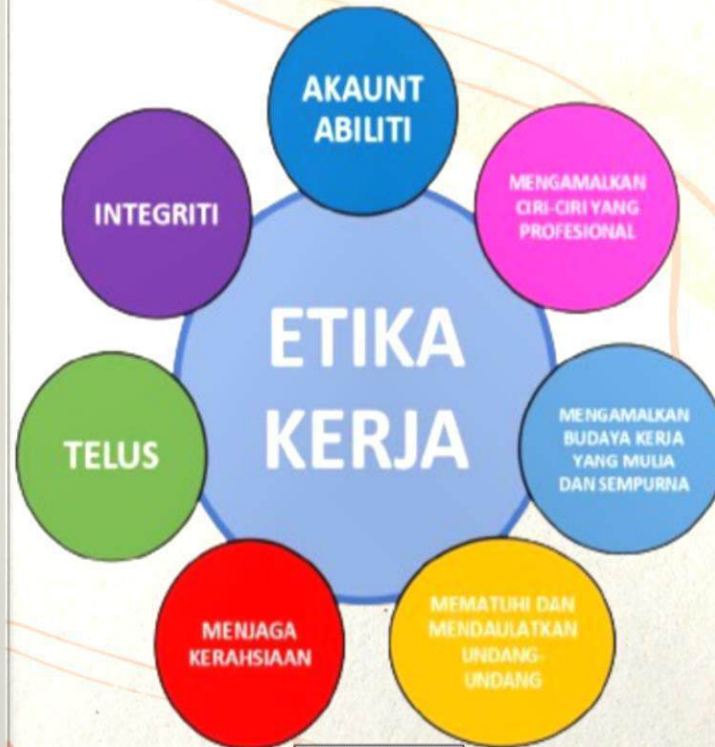 ETIKA
KERJA
AKAUNT
ABILITI
MENGAMALKAN
CIRI-CIRI YANG
PROFESIONAL
MENGAMALKAN
BUDAYA KERJA
YANG MULIA
DAN SEMPURNA
MEMATUHI DAN
MENDAULATKAN
UNDANG-
UNDANG
MENJAGA
KERAHSIAAN
TELUS
INTEGRITI